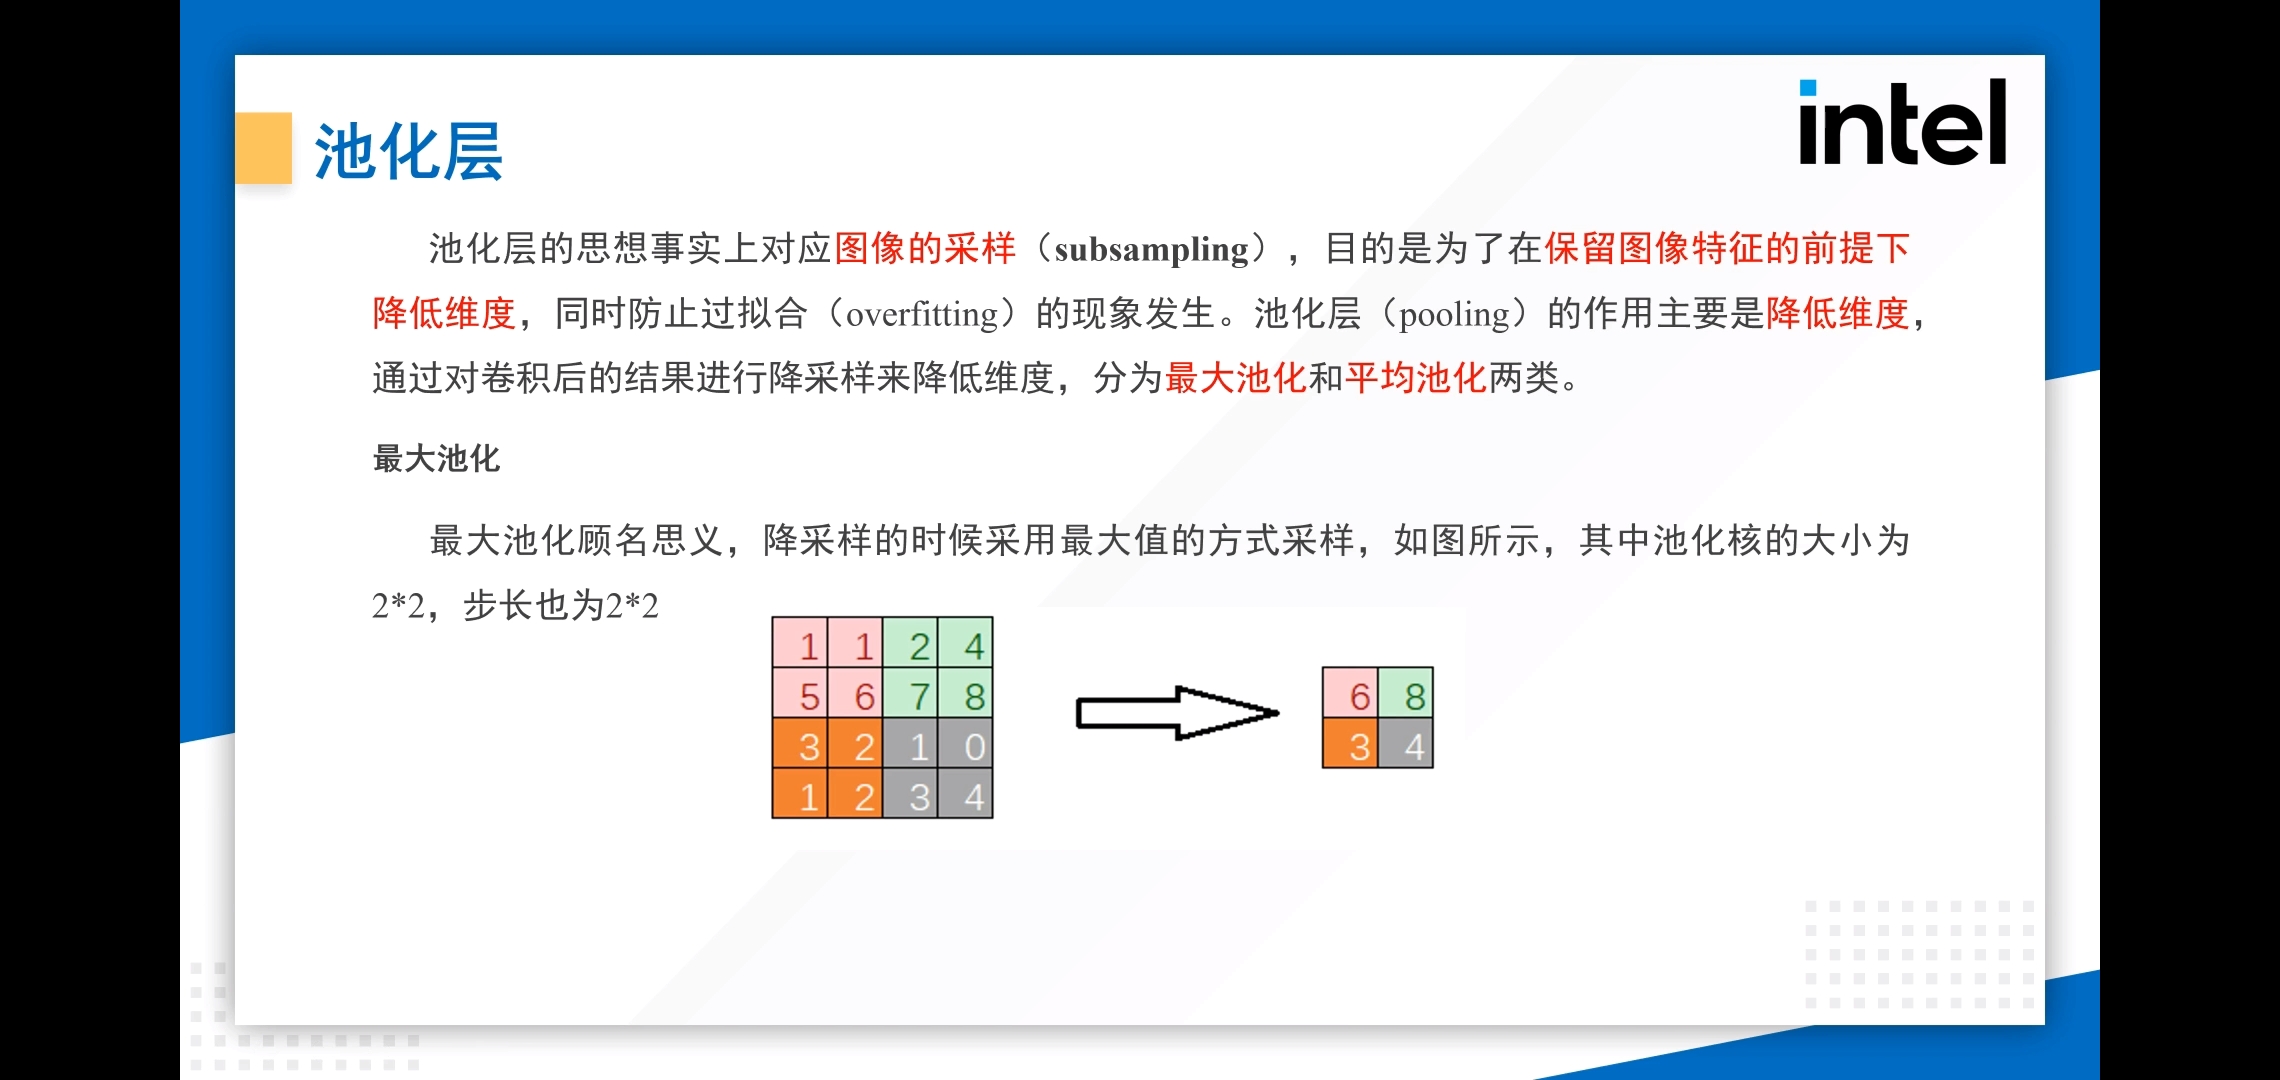 池化层
intel
池化层的思想事实上对应图像的采样（subsampling），目的是为了在保留图像特征的前提下
降低维度，同时防止过拟合（overfitting）的现象发生。池化层（pooling）的作用主要是降低维度，
通过对卷积后的结果进行降采样来降低维度，分为最大池化和平均池化两类。
最大池化
最大池化顾名思义，降采样的时候采用最大值的方式采样，如图所示，其中池化核的大小为
2*2，步长也为2*2
1 1 2 4
5 6 7 8
3 2 1 0
1 2 3 4
6 8
3 4